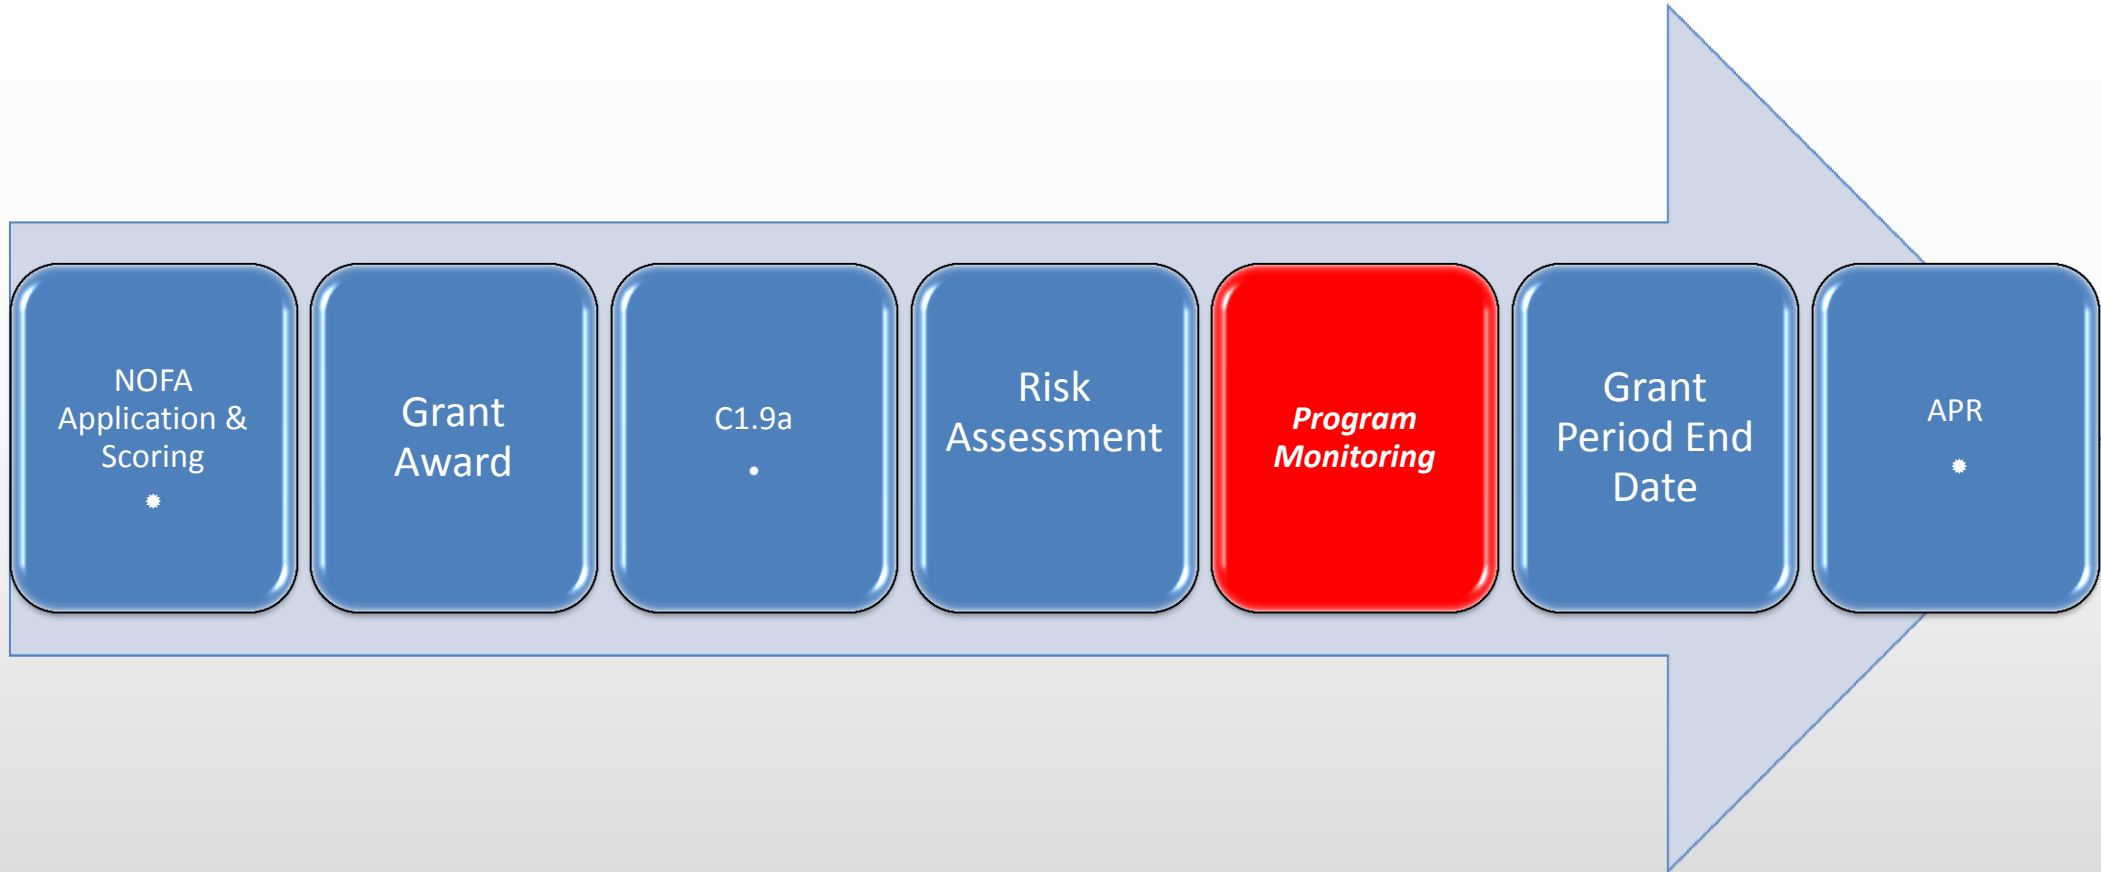 NOFA
Application &
Scoring
Grant
Award
C1.9a
Risk
Assessment
Program
Monitoring
Grant
Period End
Date
APR